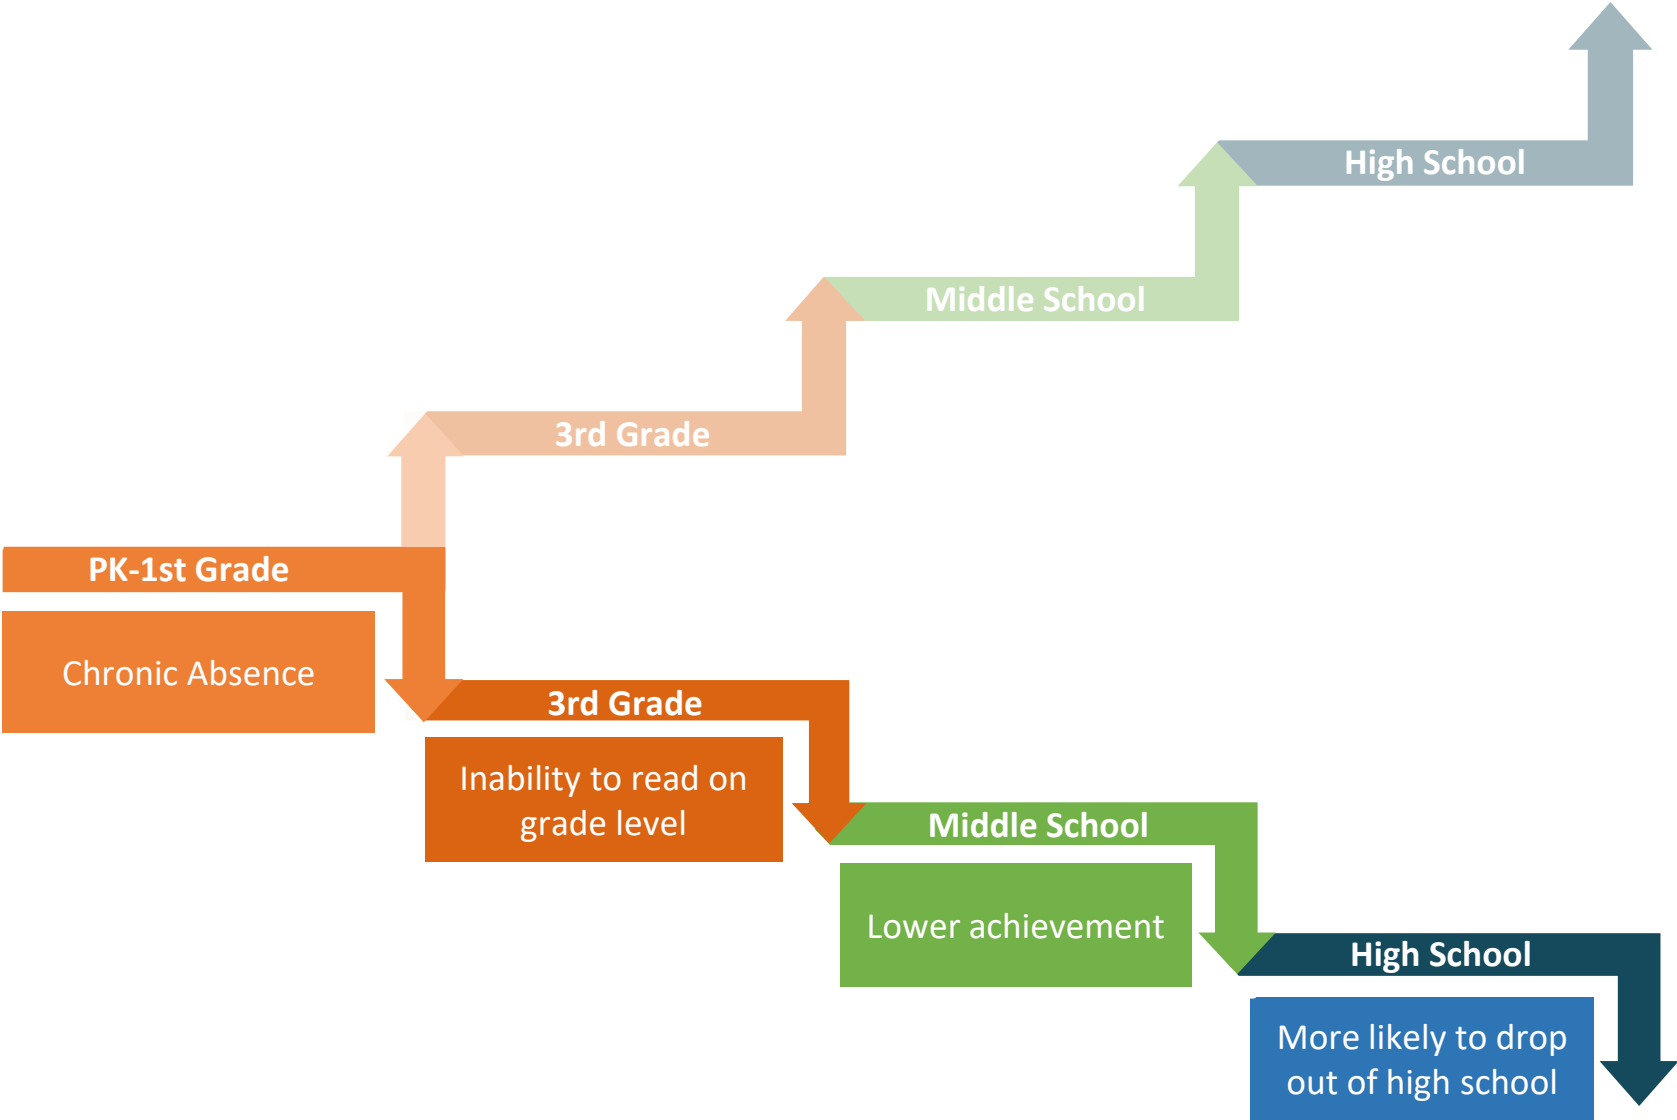 High School
Middle School
3rd Grade
PK-1st Grade
Chronic Absence
3rd Grade
Inability to read on
grade level
Middle School
Lower achievement
High School
More likely to drop
out of high school